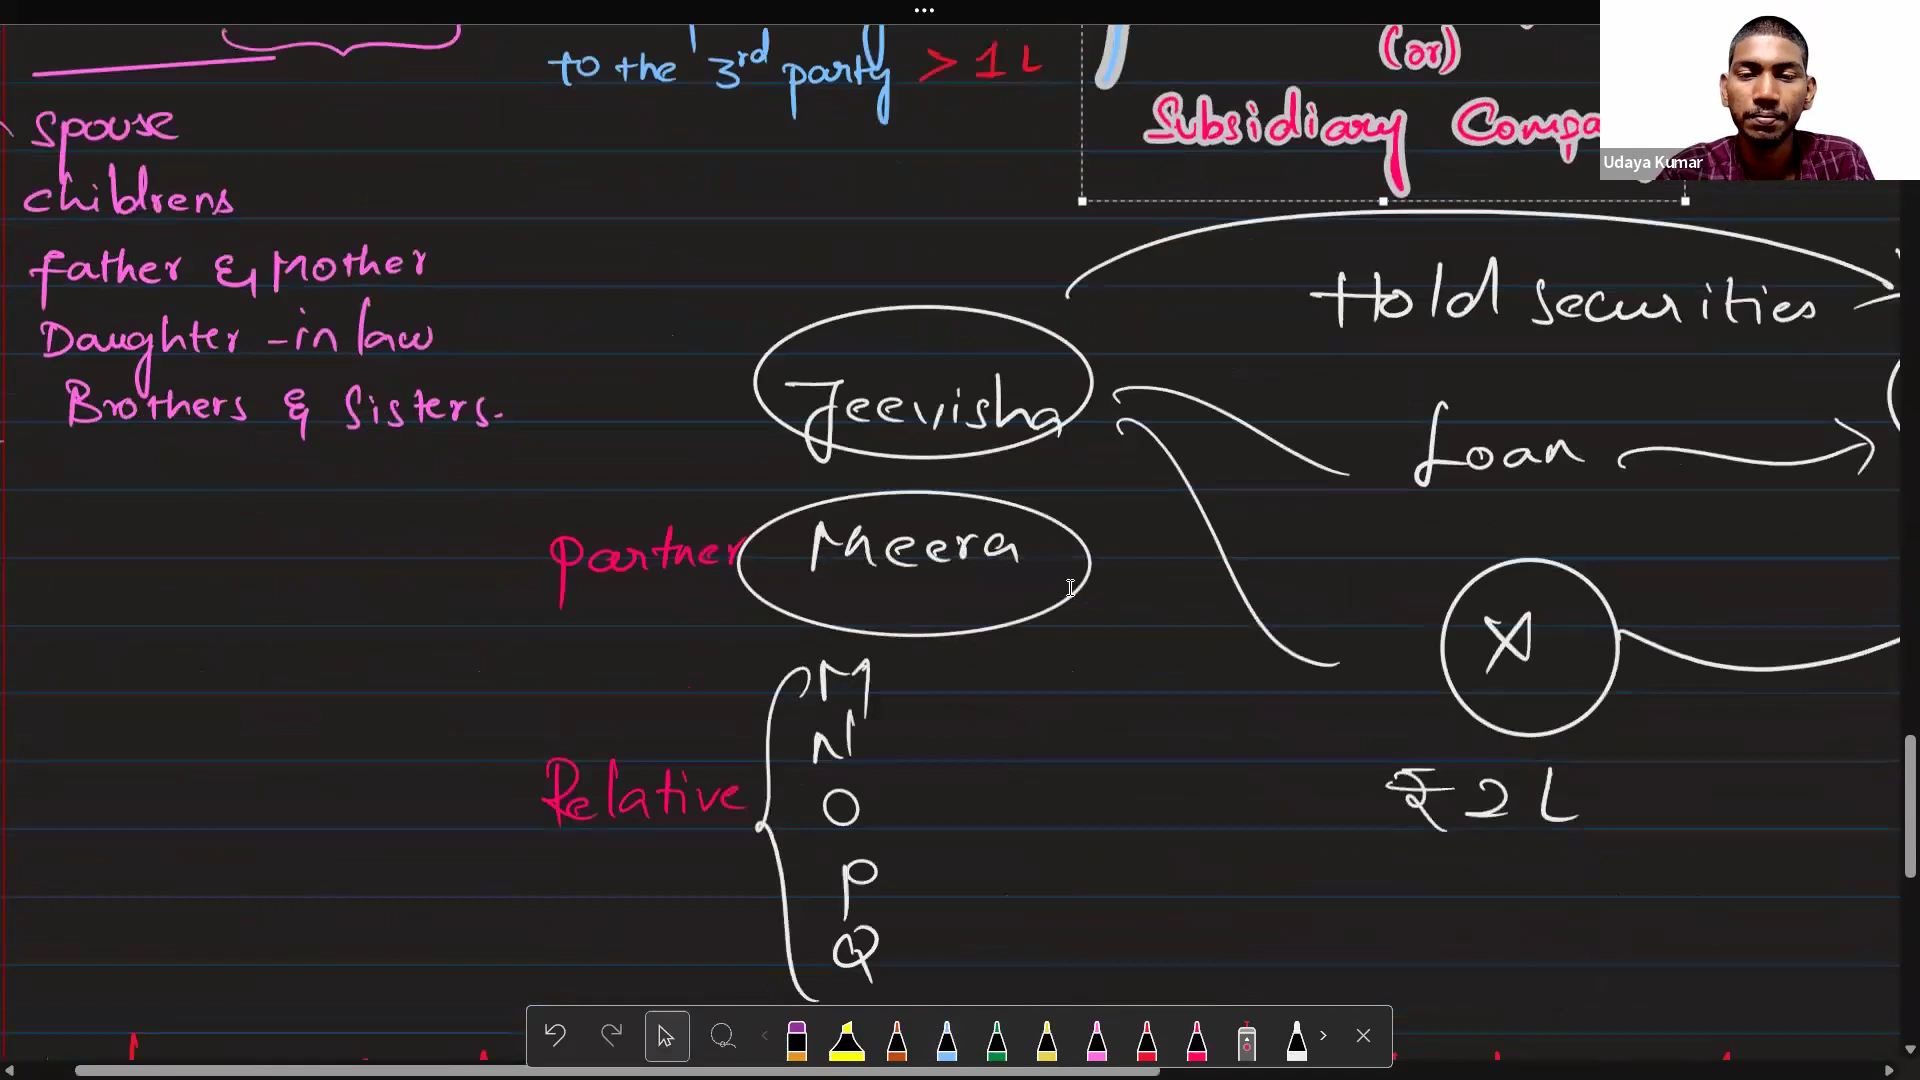 to the 3rd party > 1 L
(or)
Subsidiary Compa
Udaya Kumar
Spouse
Childrens
Father & Mother
Daughter - in law
Brothers & Sisters.
Hold securities
Jeevisha
Loan
Partner Meera
X
M
N
O
P
Q
Relative
₹ 2 L